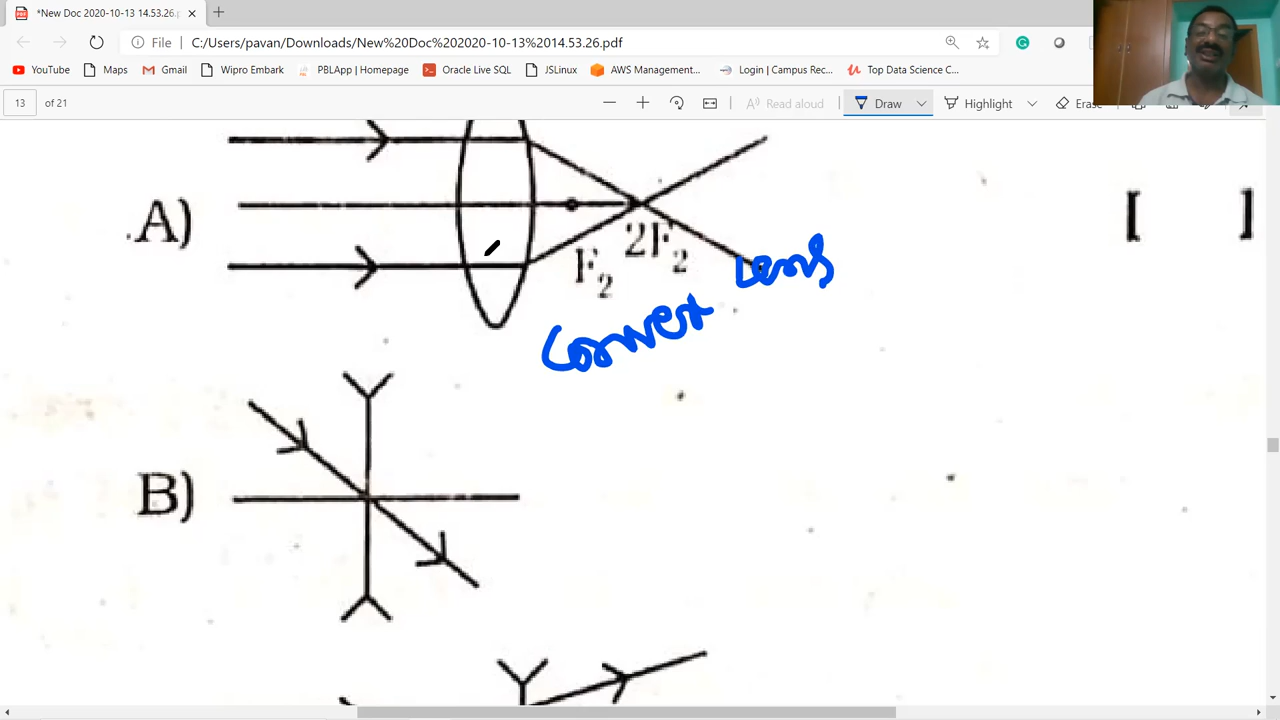 *New Doc 2020-10-13 14.53.26.p
File C:/Users/pavan/Downloads/New%20Doc%202020-10-13%2014.53.26.pdf
YouTube Maps Gmail Wipro Embark PBLApp | Homepage Oracle Live SQL JSLinux AWS Management... Login | Campus Rec... Top Data Science C...
13 of 21 Read aloud Draw Highlight Erase
A) F2 2F2 [ ]
Lens
Convex
B)